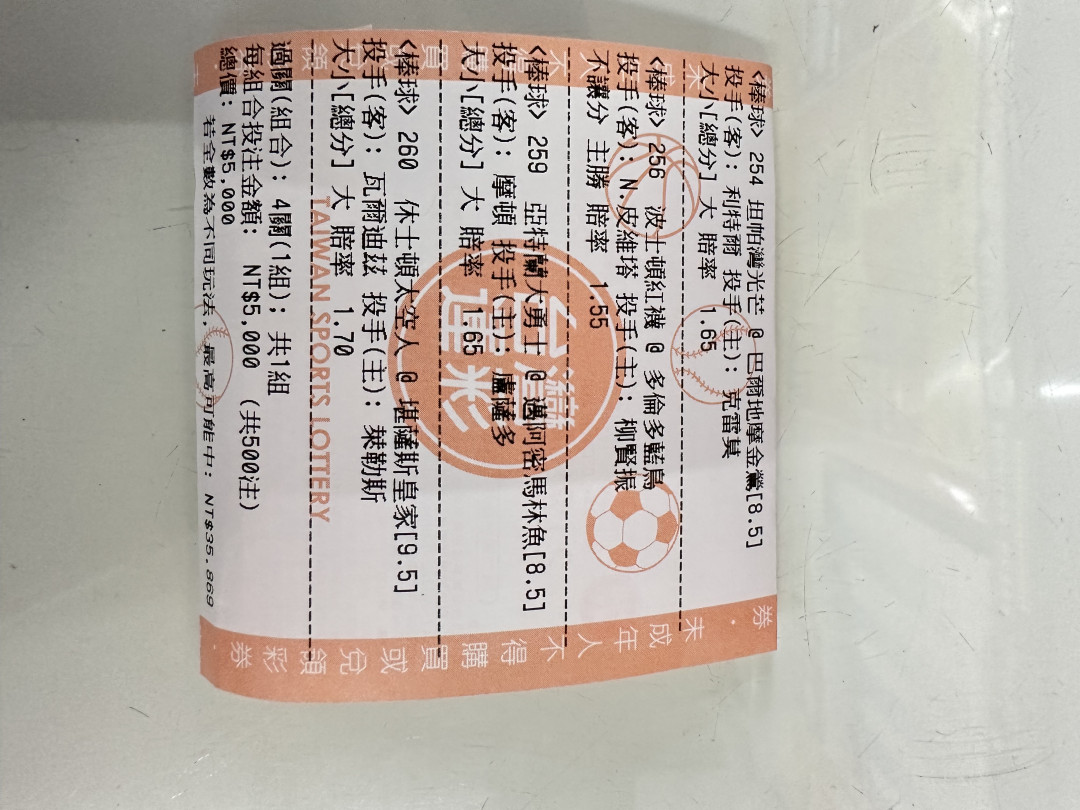 <棒球> 254 坦帕灣光芒 @ 巴爾地摩金鶯[8.5]
投手(客): 利特爾 投手(主): 克雷莫
大小[總分] 大 賠率 1.65
<棒球> 256 波士頓紅襪 @ 多倫多藍鳥
投手(客): N.皮維塔 投手(主): 柳賢振
不讓分 主勝 賠率 1.55
<棒球> 259 亞特蘭大勇士 @ 邁阿密馬林魚[8.5]
投手(客): 摩頓 投手(主): 盧薩多
大小[總分] 大 賠率 1.65
<棒球> 260 休士頓太空人 @ 堪薩斯皇家[9.5]
投手(客): 瓦爾迪茲 投手(主): 萊勒斯
大小[總分] 大 賠率 1.70
過關(組合): 4關(1組); 共1組
每組合投注金額: NT$5,000 (共500注)
總價: NT$5,000
若全數為不同玩法,最高可能中: NT$35,869
台灣
運彩
TAIWAN SPORTS LOTTERY
券·未成年人不得購買或兌領彩券